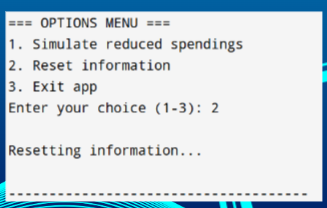 === OPTIONS MENU ===
1. Simulate reduced spendings
2. Reset information
3. Exit app
Enter your choice (1-3): 2
Resetting information...
-------------------------------------